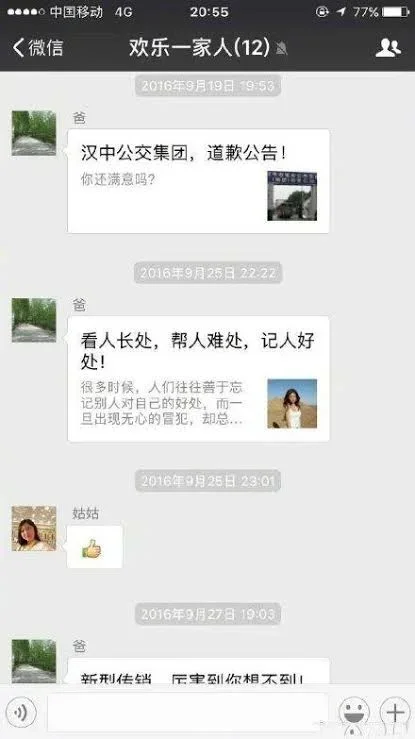 中国移动 4G 20:55 77%
微信 欢乐一家人(12)
2016年9月19日 19:53
爸
汉中公交集团，道歉公告！
你还满意吗？
2016年9月25日 22:22
爸
看人长处，帮人难处，记人好
处！
很多时候，人们往往善于忘
记别人对自己的好处，而一
旦出现无心的冒犯，却总...
2016年9月25日 23:01
姑姑
2016年9月27日 19:03
爸
新型传销，厉害到你想不到！